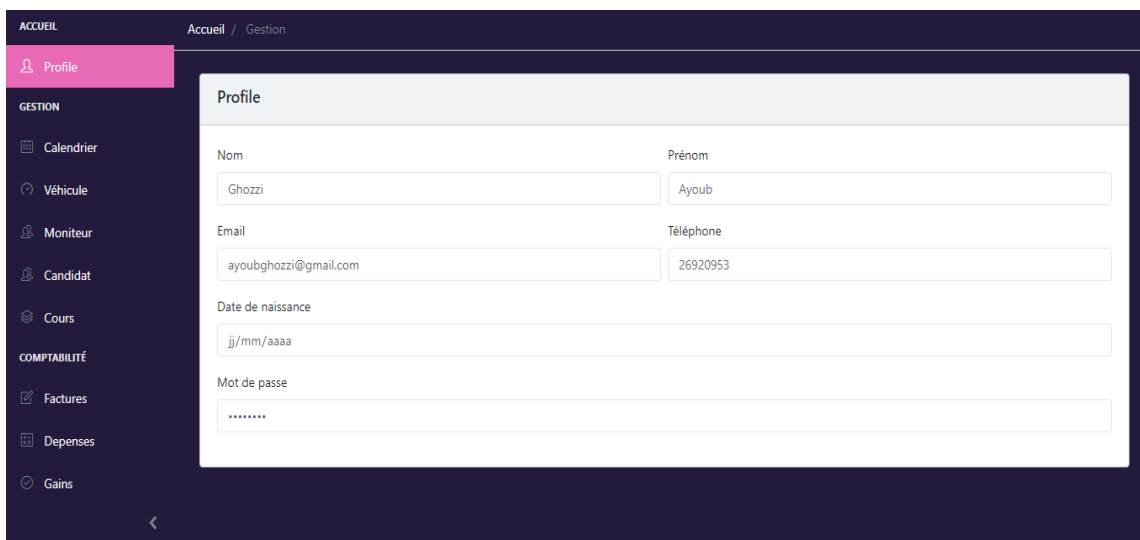 ACCUEIL
Profile
GESTION
Calendrier
Véhicule
Moniteur
Candidat
Cours
COMPTABILITÉ
Factures
Depenses
Gains
Accueil / Gestion
Profile
Nom Prénom
Ghozzi Ayoub
Email Téléphone
ayoubghozzi@gmail.com 26920953
Date de naissance
jj/mm/aaaa
Mot de passe
••••••••